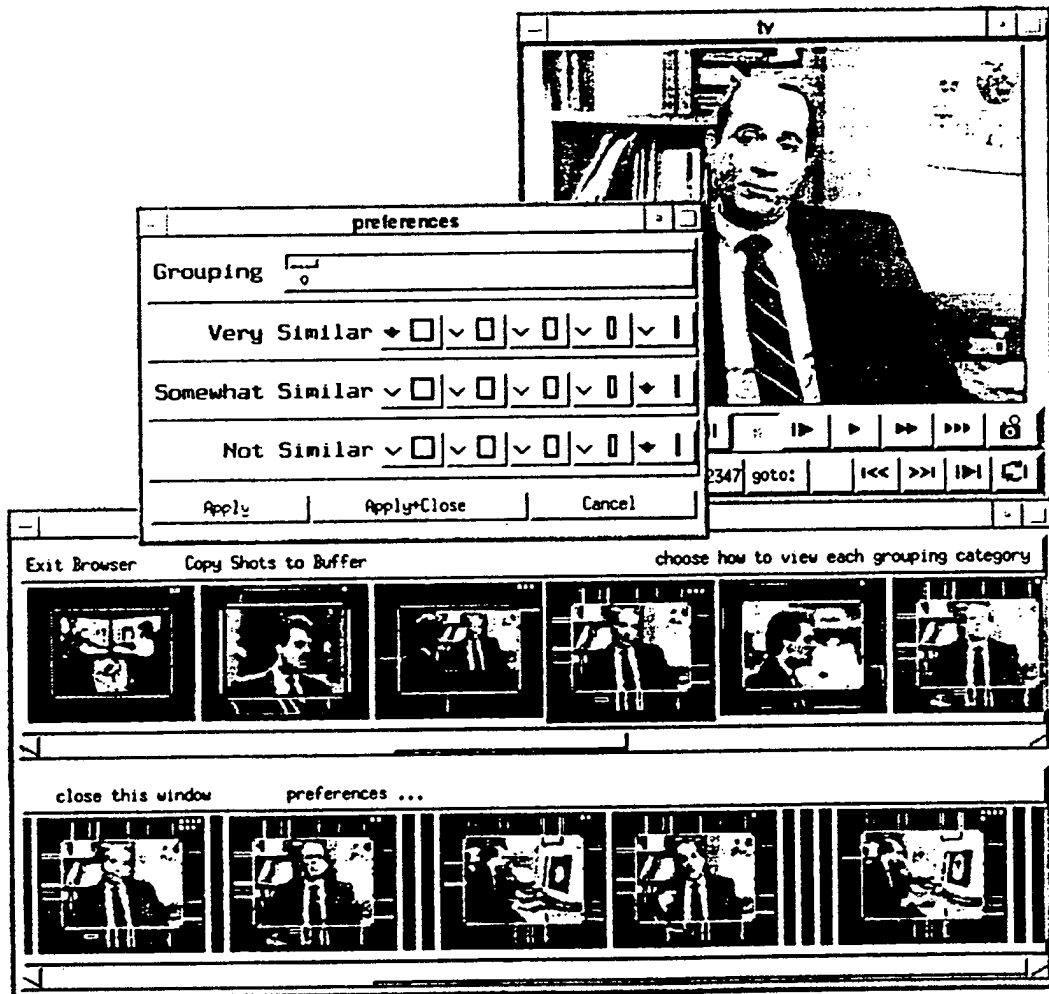 tv
preferences
Grouping
0
Very Similar
Somewhat Similar
Not Similar
Apply
Apply+Close
Cancel
2347 goto: I<< >>I
Exit Browser
Copy Shots to Buffer
choose how to view each grouping category
close this window
preferences ...